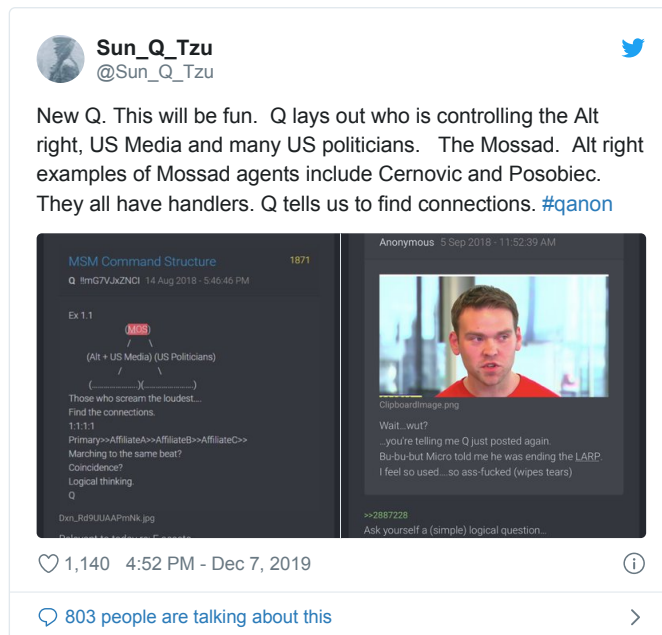 Sun_Q_Tzu
@Sun_Q_Tzu
New Q. This will be fun.  Q lays out who is controlling the Alt
right, US Media and many US politicians.   The Mossad.  Alt right
examples of Mossad agents include Cernovic and Posobiec.
They all have handlers. Q tells us to find connections. #qanon
MSM Command Structure 1871
Q !!mG7VJxZNCI 14 Aug 2018 - 5:46:46 PM
Ex 1.1
(MOS)
/ \
(Alt + US Media) (US Politicians)
/ \
(......................)(......................)
Those who scream the loudest....
Find the connections.
1:1:1:1
Primary>>AffiliateA>>AffiliateB>>AffiliateC>>
Marching to the same beat?
Coincidence?
Logical thinking.
Q
Dxn_Rd9UUAAPmNk.jpg
Anonymous 5 Sep 2018 - 11:52:39 AM
ClipboardImage.png
Wait...wut?
..you're telling me Q just posted again.
Bu-bu-but Micro told me he was ending the LARP.
I feel so used....so ass-fucked (wipes tears)
>>2887228
Ask yourself a (simple) logical question...
1,140 4:52 PM - Dec 7, 2019
803 people are talking about this